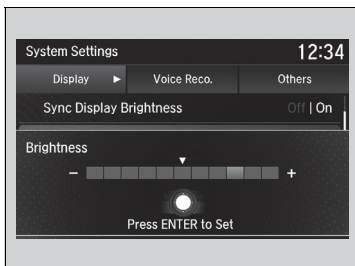 System Settings 12:34
Display ► Voice Reco. Others
Sync Display Brightness Off | On
Brightness
− +
Press ENTER to Set